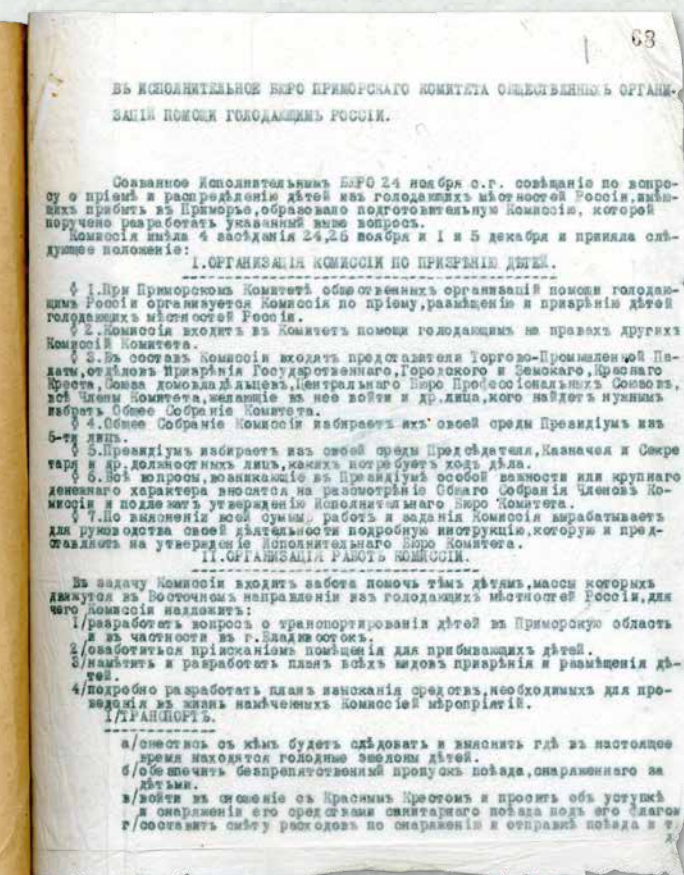 68
ВЪ ИСПОЛНИТЕЛЬНОЕ БЮРО ПРИМОРСКАГО КОМИТЕТА ОБЩЕСТВЕННЫХЪ ОРГАНИ-
ЗАЦІЙ ПОМОЩИ ГОЛОДАЮЩИМЪ РОССІИ.
Созванное Исполнительнымъ БЮРО 24 ноября с.г. совѣщаніе по вопро-
су о пріемѣ и распредѣленію дѣтей изъ голодающихъ мѣстностей Россіи,имѣю-
щихъ прибыть въ Приморье,образовало подготовительную Комиссію, которой
поручено разработать указанный выше вопросъ.
Комиссія имѣла 4 засѣданія 24,26 ноября и I и 5 декабря и приняла слѣ-
дующее положеніе:
I.ОРГАНИЗАЦІЯ КОМИССІИ ПО ПРИЗРѢНІЮ ДѢТЕЙ.
§ I.При Приморскомъ Комитетѣ общественныхъ организацій помощи голодаю-
щимъ Россіи организуется Комиссія по пріему,размѣщенію и призрѣнію дѣтей
голодающихъ мѣстностей Россіи.
§ 2.Комиссія входитъ въ Комитетъ помощи голодающимъ на правахъ другихъ
Комиссій Комитета.
§ 3.Въ составъ Комиссіи входятъ представители Торгово-Промышленной Па-
латы,отдѣловъ Призрѣнія Государственнаго,Городского и Земскаго,Краснаго
Креста,Союза домовладѣльцевъ,Центральнаго Бюро Профессіональныхъ Союзовъ,
всѣ Члены Комитета,желающіе въ нее войти и др.лица,кого найдетъ нужнымъ
избрать Общее Собраніе Комитета.
§ 4.Общее Собраніе Комиссіи избираетъ изъ своей среды Президіумъ изъ
5-ти лицъ.
§ 5.Президіумъ избираетъ изъ своей среды Предсѣдателя,Казначея и Секре
таря и др.должностныхъ лицъ,какихъ потребуетъ ходъ дѣла.
§ 6.Всѣ вопросы,возникающіе въ Президіумѣ особой важности или крупнаго
денежнаго характера вносятся на разсмотрѣніе Общаго Собранія Членовъ Ко-
миссіи и подлежатъ утвержденію Исполнительнаго Бюро Комитета.
§ 7.По выясненіи всей суммы работъ и заданія Комиссія вырабатываетъ
для руководства своей дѣятельности подробную инструкцію,которую и пред-
ставляетъ на утвержденіе Исполнительнаго Бюро Комитета.
II.ОРГАНИЗАЦІЯ РАБОТЪ КОМИССІИ.
Въ задачу Комиссіи входитъ забота помочь тѣмъ дѣтямъ,массы которыхъ
движутся въ Восточномъ направленіи изъ голодающихъ мѣстностей Россіи,для
чего Комиссіи надлежитъ:
I/разработать вопросъ о транспортированіи дѣтей въ Приморскую область
и въ частности въ г.Владивостокъ.
2/озаботиться пріисканіемъ помѣщенія для прибывающихъ дѣтей.
3/намѣтить и разработать планъ всѣхъ видовъ призрѣнія и размѣщенія дѣ-
тей.
4/подробно разработать планъ изысканія средствъ,необходимыхъ для про-
веденія въ жизнь намѣченныхъ Комиссіей мѣропріятій.
I/ТРАНСПОРТЪ.
а/снестись съ кѣмъ будетъ слѣдовать и выяснить гдѣ въ настоящее
время находятся голодные эшелоны дѣтей.
б/обезпечить безпрепятственный пропускъ поѣзда,снаряженнаго за
дѣтьми.
в/войти въ сношеніе съ Краснымъ Крестомъ и просить объ уступкѣ
и снаряженіи его средствами санитарнаго поѣзда подъ его флагом
г/составить смѣту расходовъ по снаряженію и отправкѣ поѣзда и т.
д